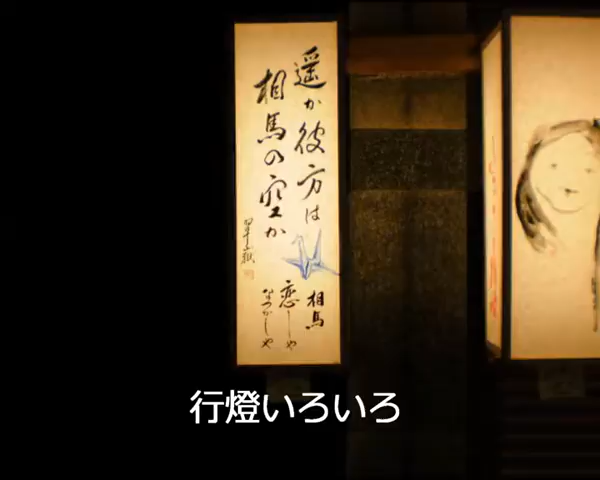 遥か彼方は
相馬の空か
相馬
恋しや
なつかしや
行燈いろいろ